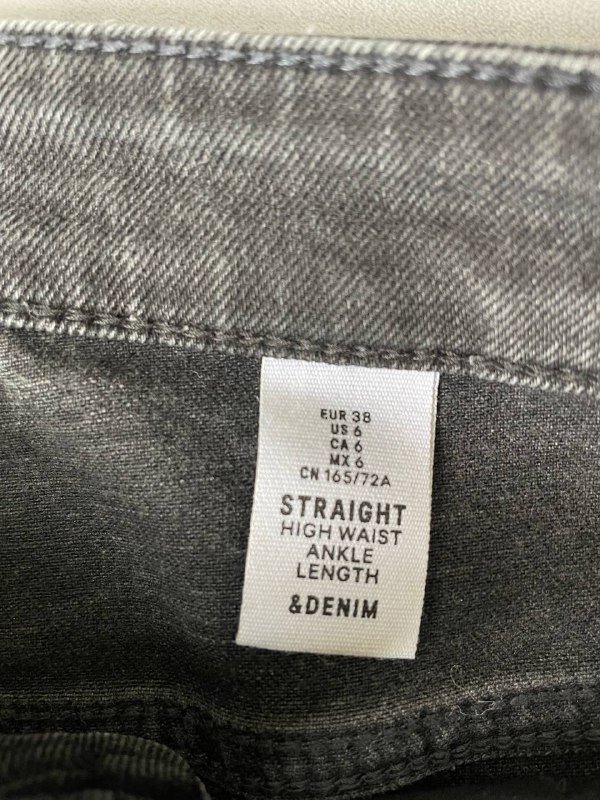 EUR 38
US 6
CA 6
MX 6
CN 165/72A
STRAIGHT
HIGH WAIST
ANKLE
LENGTH
&DENIM